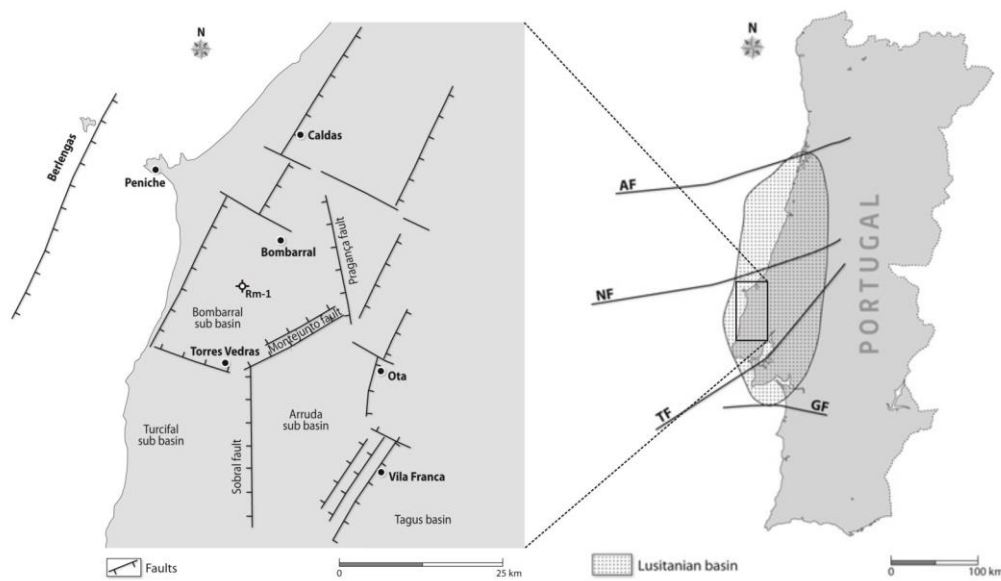 N
Berlengas
Peniche
Caldas
Bombarral
Rm-1
Bombarral
sub basin
Pragança fault
Montejunto fault
Torres Vedras
Ota
Turcifal
sub basin
Sobral fault
Arruda
sub basin
Vila Franca
Tagus basin
Faults
0
25 km
N
AF
NF
TF
GF
PORTUGAL
Lusitanian basin
0
100 km